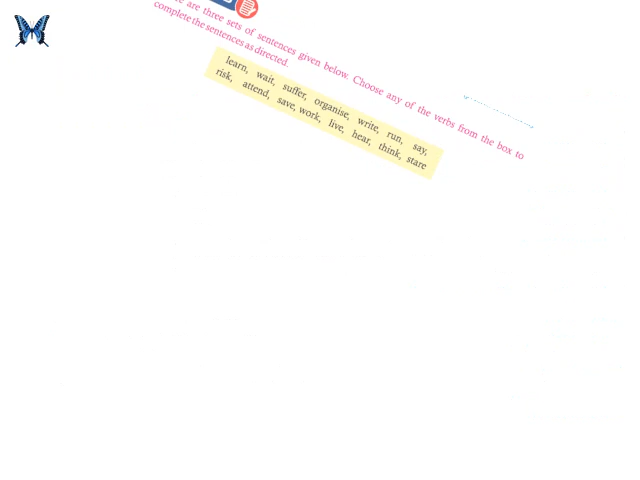 are three sets of sentences given below. Choose any of the verbs from the box to
complete the sentences as directed.
learn, wait, suffer, organise, write, run, say,
risk, attend, save, work, live, hear, think, stare